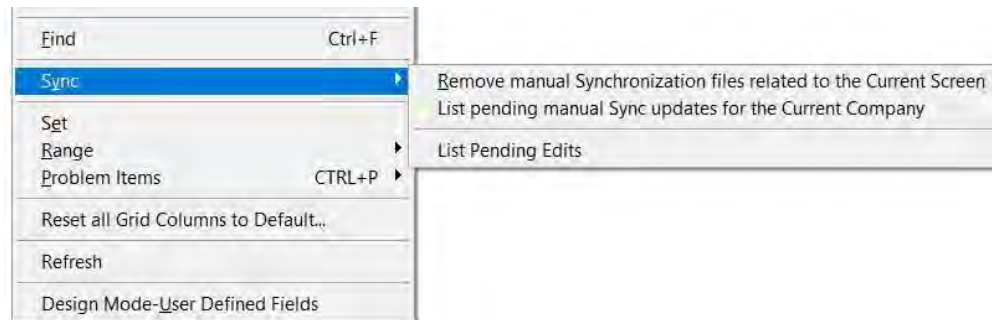 Find Ctrl+F
Sync
Remove manual Synchronization files related to the Current Screen
List pending manual Sync updates for the Current Company
List Pending Edits
Set
Range
Problem Items CTRL+P
Reset all Grid Columns to Default...
Refresh
Design Mode-User Defined Fields